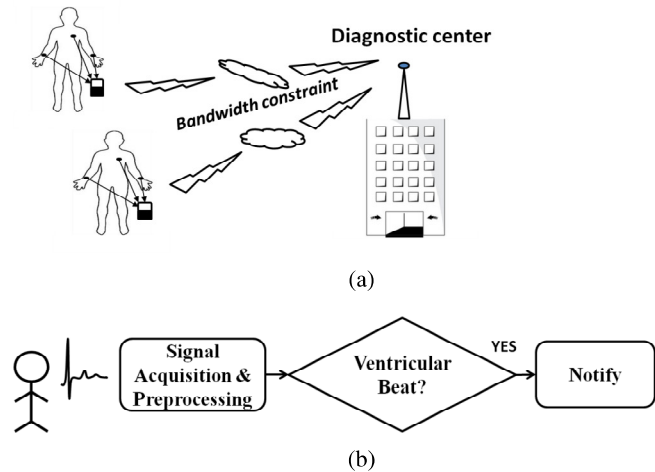 Diagnostic center
Bandwidth constraint
(a)
Signal
Acquisition &
Preprocessing
Ventricular
Beat?
YES
Notify
(b)